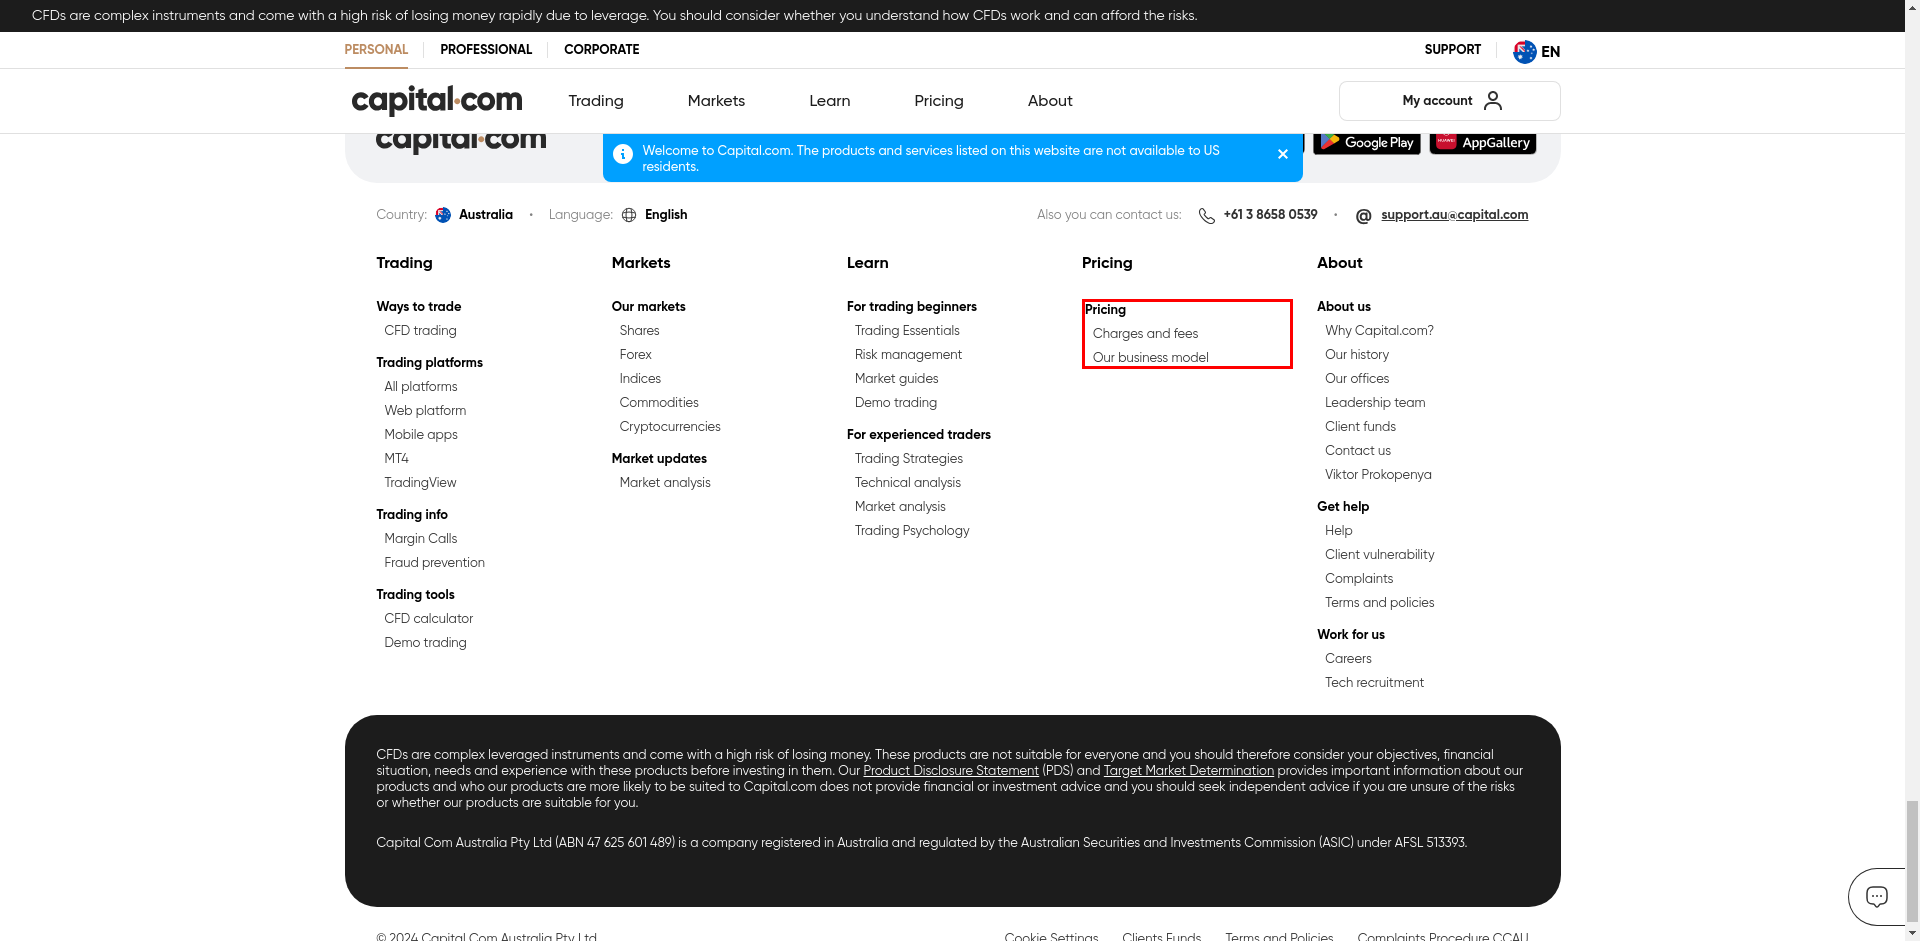 CFDs are complex instruments and come with a high risk of losing money rapidly due to leverage. You should consider whether you understand how CFDs work and can afford the risks.
PERSONAL
PROFESSIONAL
CORPORATE
SUPPORT
EN
capital.com
Trading
Markets
Learn
Pricing
About
My account
capital.com
Welcome to Capital.com. The products and services listed on this website are not available to US
residents.
Google Play
HUAWEI
AppGallery
Country:
Australia
Language:
English
Also you can contact us:
+61 3 8658 0539
support.au@capital.com
Trading
Ways to trade
CFD trading
Trading platforms
All platforms
Web platform
Mobile apps
MT4
TradingView
Trading info
Margin Calls
Fraud prevention
Trading tools
CFD calculator
Demo trading
Markets
Our markets
Shares
Forex
Indices
Commodities
Cryptocurrencies
Market updates
Market analysis
Learn
For trading beginners
Trading Essentials
Risk management
Market guides
Demo trading
For experienced traders
Trading Strategies
Technical analysis
Market analysis
Trading Psychology
Pricing
Pricing
Charges and fees
Our business model
About
About us
Why Capital.com?
Our history
Our offices
Leadership team
Client funds
Contact us
Viktor Prokopenya
Get help
Help
Client vulnerability
Complaints
Terms and policies
Work for us
Careers
Tech recruitment
CFDs are complex leveraged instruments and come with a high risk of losing money. These products are not suitable for everyone and you should therefore consider your objectives, financial
situation, needs and experience with these products before investing in them. Our Product Disclosure Statement (PDS) and Target Market Determination provides important information about our
products and who our products are more likely to be suited to Capital.com does not provide financial or investment advice and you should seek independent advice if you are unsure of the risks
or whether our products are suitable for you.
Capital Com Australia Pty Ltd (ABN 47 625 601 489) is a company registered in Australia and regulated by the Australian Securities and Investments Commission (ASIC) under AFSL 513393.
© 2024 Capital Com Australia Pty Ltd
Cookie Settings
Clients Funds
Terms and Policies
Complaints Procedure CCAU